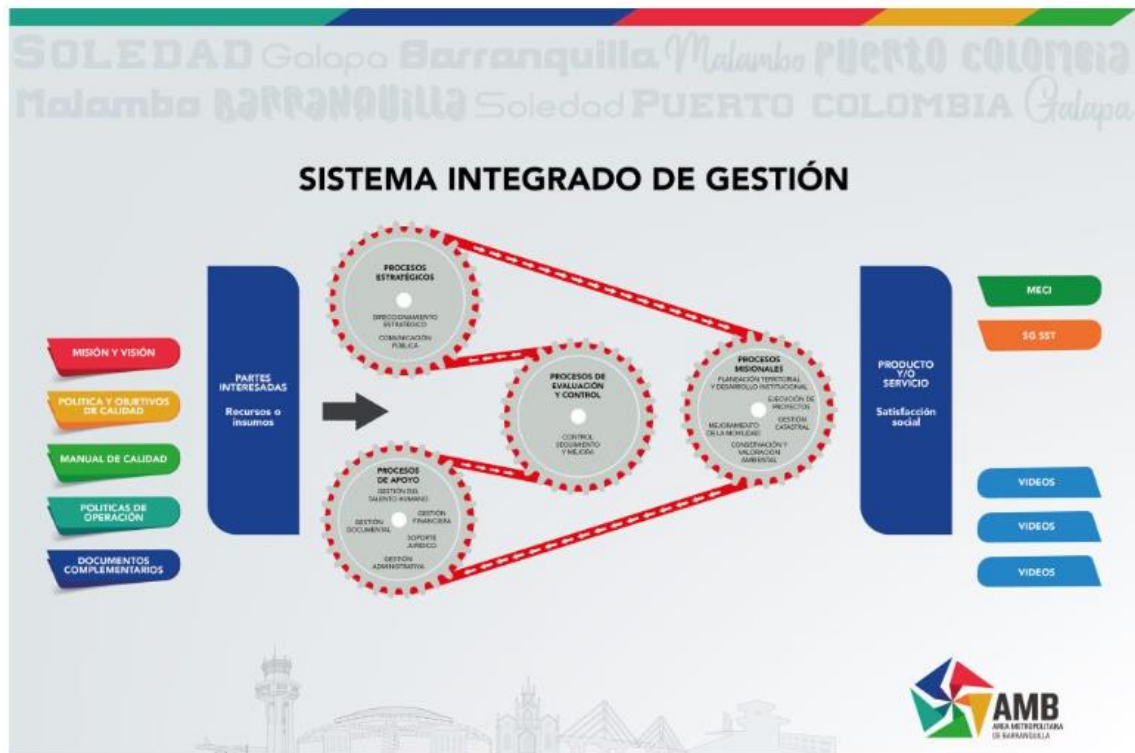 SOLEDAD Galapa Barranquilla Malambo PUERTO COLOMBIA
Malambo BARRANQUILLA Soledad PUERTO COLOMBIA Galapa
SISTEMA INTEGRADO DE GESTIÓN
MISIÓN Y VISIÓN
POLITICA Y OBJETIVOS
DE CALIDAD
MANUAL DE CALIDAD
POLITICAS DE
OPERACIÓN
DOCUMENTOS
COMPLEMENTARIOS
PARTES
INTERESADAS
Recursos o
insumos
PROCESOS
ESTRATÉGICOS
DIRECCIONAMIENTO
ESTRATÉGICO
COMUNICACIÓN
PÚBLICA
PROCESOS DE
EVALUACIÓN
Y CONTROL
CONTROL
SEGUIMIENTO
Y MEJORA
PROCESOS
DE APOYO
GESTIÓN DEL
TALENTO HUMANO
GESTIÓN
DOCUMENTAL
GESTIÓN
FINANCIERA
SOPORTE
JURÍDICO
GESTIÓN
ADMINISTRATIVA
PROCESOS
MISIONALES
PLANEACIÓN TERRITORIAL
Y DESARROLLO INSTITUCIONAL
EJECUCIÓN DE
PROYECTOS
MEJORAMIENTO
DE LA MOVILIDAD
GESTIÓN
CATASTRAL
CONSERVACIÓN Y
VALORACIÓN
AMBIENTAL
PRODUCTO
Y/O
SERVICIO
Satisfacción
social
MECI
SG SST
VIDEOS
VIDEOS
VIDEOS
AMB
ÁREA METROPOLITANA
DE BARRANQUILLA